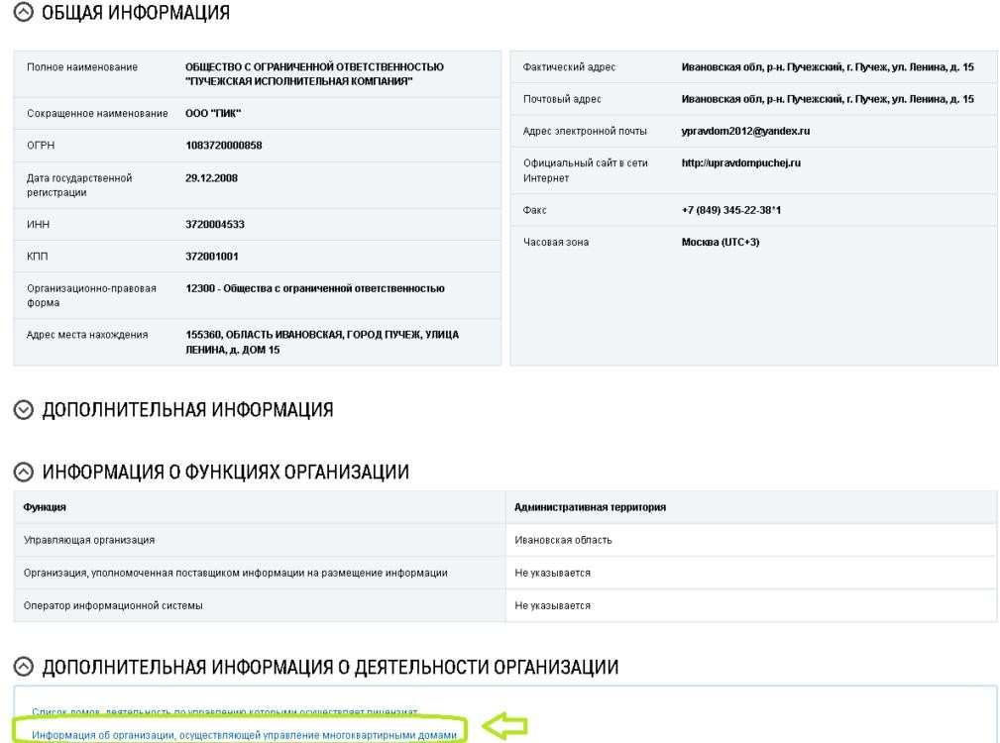 ОБЩАЯ ИНФОРМАЦИЯ
Полное наименование
ОБЩЕСТВО С ОГРАНИЧЕННОЙ ОТВЕТСТВЕННОСТЬЮ
"ПУЧЕЖСКАЯ ИСПОЛНИТЕЛЬНАЯ КОМПАНИЯ"
Сокращенное наименование
ООО "ПИК"
ОГРН
1083720000858
Дата государственной
регистрации
29.12.2008
ИНН
3720004533
КПП
372001001
Организационно-правовая
форма
12300 - Общества с ограниченной ответственностью
Адрес места нахождения
155360, ОБЛАСТЬ ИВАНОВСКАЯ, ГОРОД ПУЧЕЖ, УЛИЦА
ЛЕНИНА, д. ДОМ 15
Фактический адрес
Ивановская обл, р-н. Пучежский, г. Пучеж, ул. Ленина, д. 15
Почтовый адрес
Ивановская обл, р-н. Пучежский, г. Пучеж, ул. Ленина, д. 15
Адрес электронной почты
ypravdom2012@yandex.ru
Официальный сайт в сети
Интернет
http://upravdompuchej.ru
Факс
+7 (849) 345-22-38*1
Часовая зона
Москва (UTC+3)
ДОПОЛНИТЕЛЬНАЯ ИНФОРМАЦИЯ
ИНФОРМАЦИЯ О ФУНКЦИЯХ ОРГАНИЗАЦИИ
Функция
Административная территория
Управляющая организация
Ивановская область
Организация, уполномоченная поставщиком информации на размещение информации
Не указывается
Оператор информационной системы
Не указывается
ДОПОЛНИТЕЛЬНАЯ ИНФОРМАЦИЯ О ДЕЯТЕЛЬНОСТИ ОРГАНИЗАЦИИ
Список домов, деятельность по управлению которыми осуществляет лицензиат
Информация об организации, осуществляющей управление многоквартирными домами